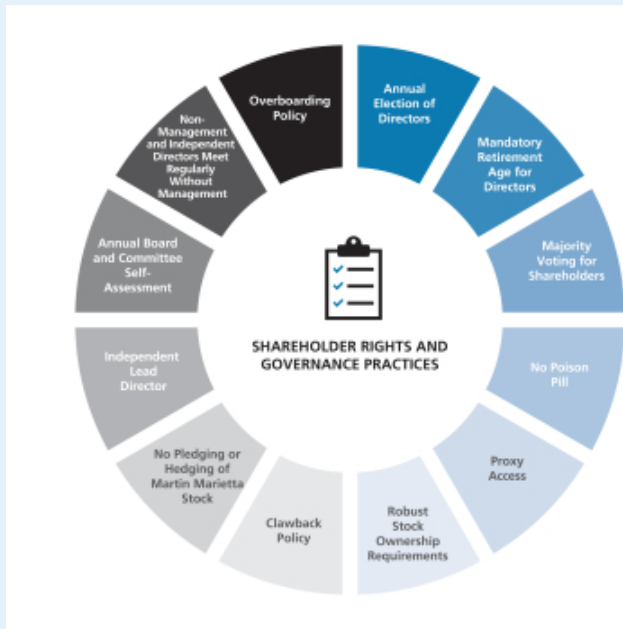 Annual
Election of
Directors
Mandatory
Retirement
Age for
Directors
Majority
Voting for
Shareholders
No Poison
Pill
Proxy
Access
Robust
Stock
Ownership
Requirements
Clawback
Policy
No Pledging or
Hedging of
Martin Marietta
Stock
Independent
Lead
Director
Annual Board
and Committee
Self-
Assessment
Non-
Management
and Independent
Directors Meet
Regularly
Without
Management
Overboarding
Policy
SHAREHOLDER RIGHTS AND
GOVERNANCE PRACTICES